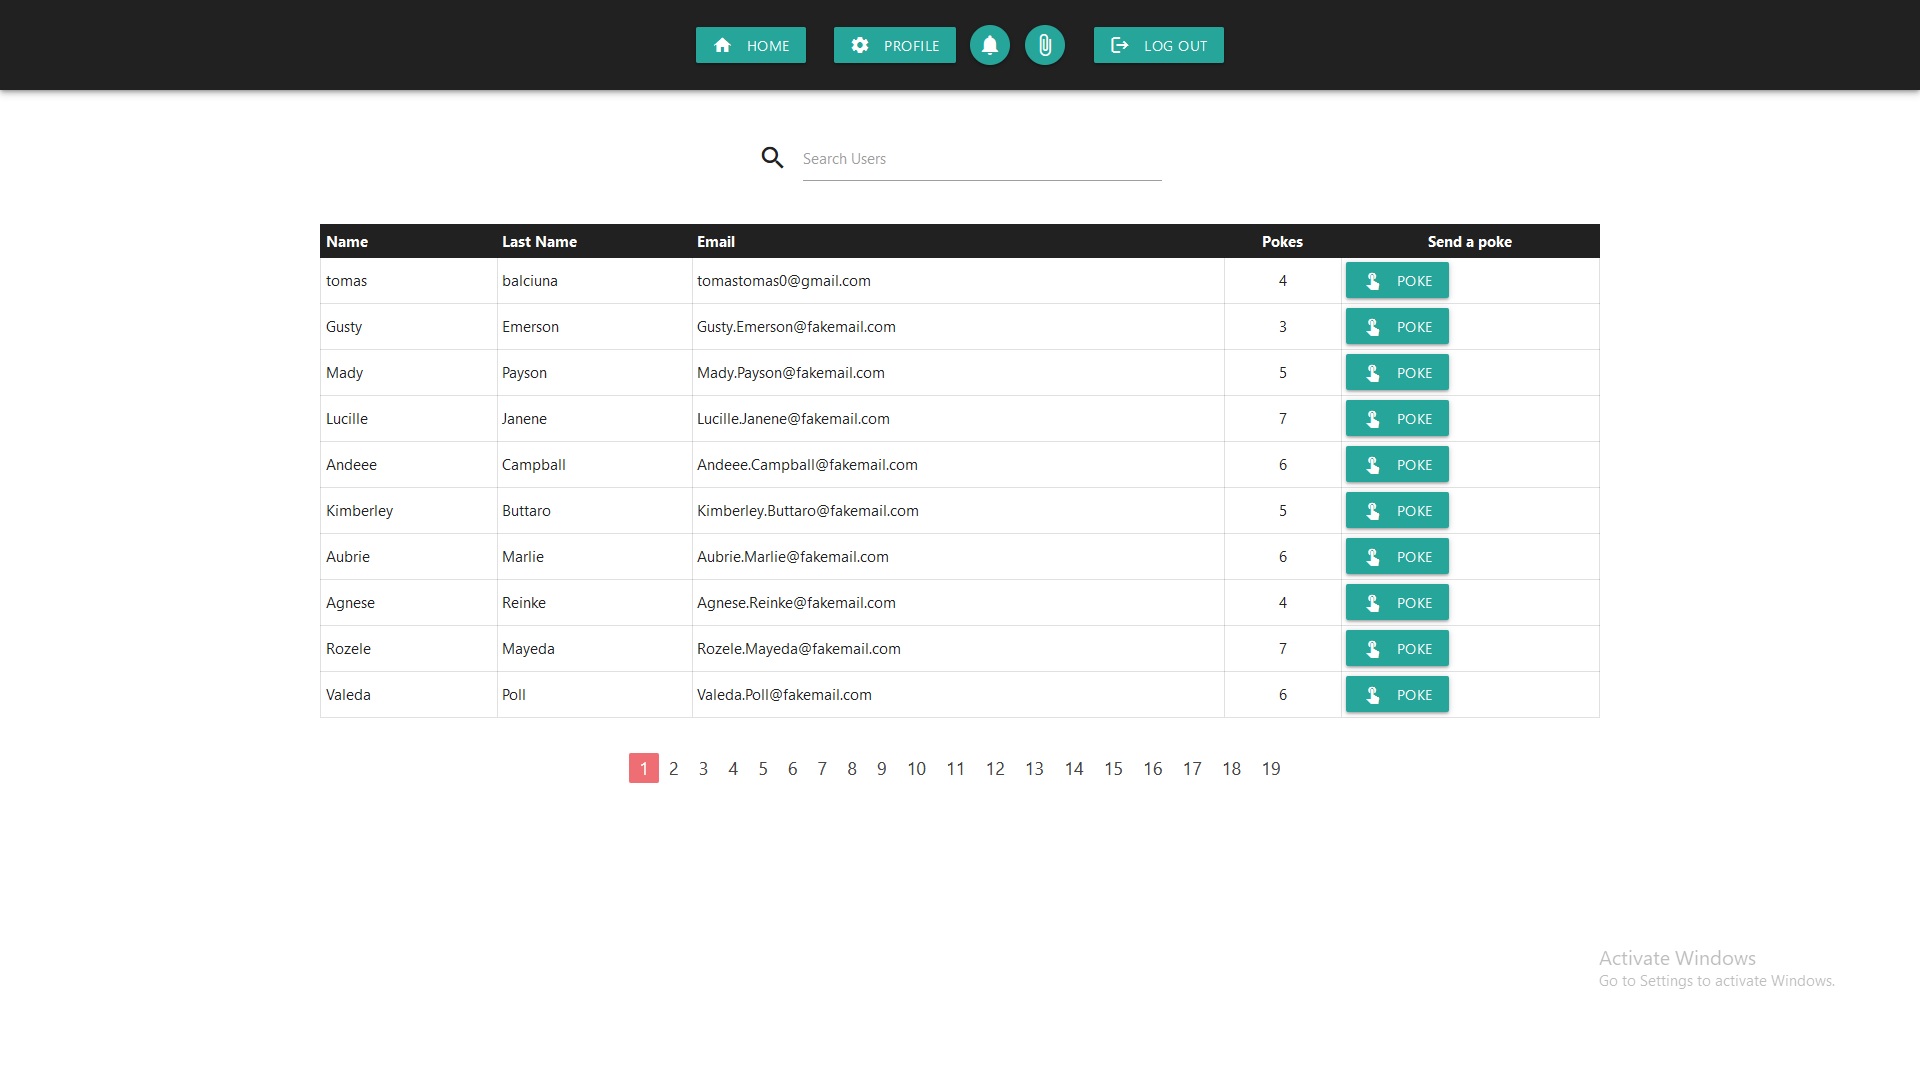 HOME PROFILE LOG OUT
Search Users
Name Last Name Email Pokes Send a poke
tomas balciuna tomastomas0@gmail.com 4 POKE
Gusty Emerson Gusty.Emerson@fakemail.com 3 POKE
Mady Payson Mady.Payson@fakemail.com 5 POKE
Lucille Janene Lucille.Janene@fakemail.com 7 POKE
Andeee Campball Andeee.Campball@fakemail.com 6 POKE
Kimberley Buttaro Kimberley.Buttaro@fakemail.com 5 POKE
Aubrie Marlie Aubrie.Marlie@fakemail.com 6 POKE
Agnese Reinke Agnese.Reinke@fakemail.com 4 POKE
Rozele Mayeda Rozele.Mayeda@fakemail.com 7 POKE
Valeda Poll Valeda.Poll@fakemail.com 6 POKE
1 2 3 4 5 6 7 8 9 10 11 12 13 14 15 16 17 18 19
Activate Windows
Go to Settings to activate Windows.